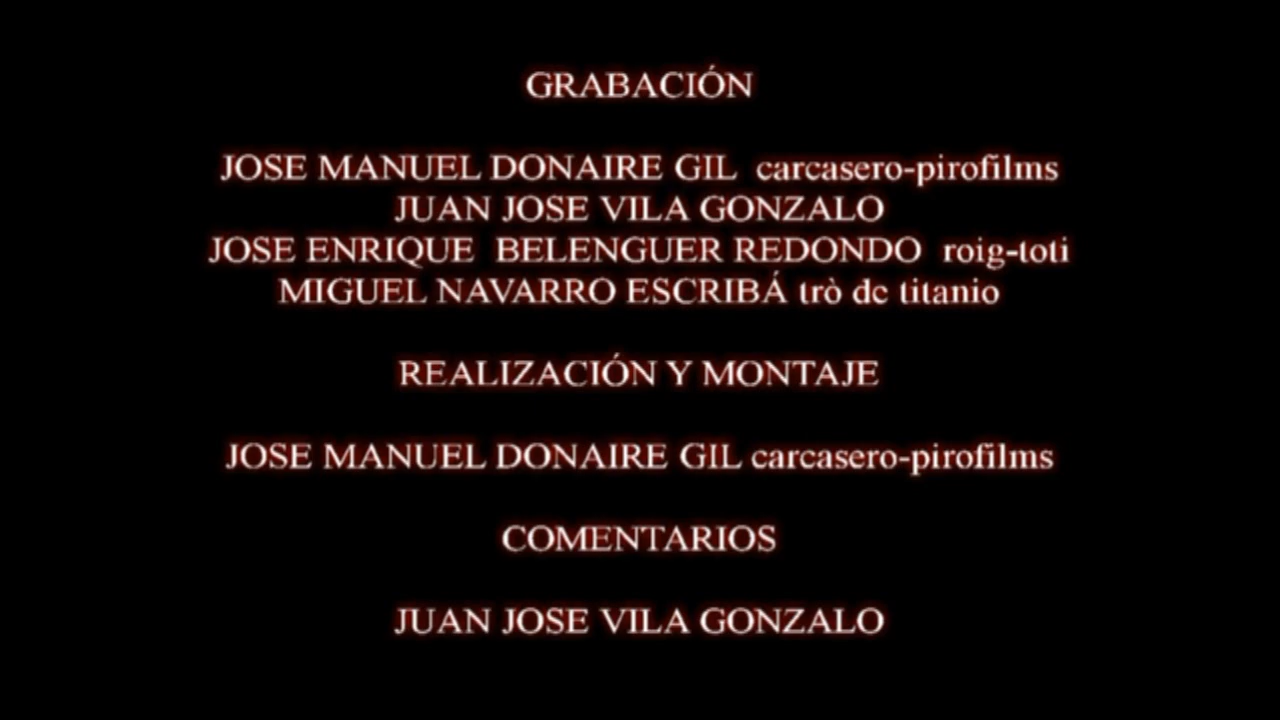 GRABACIÓN
JOSE MANUEL DONAIRE GIL carcasero-pirofilms
JUAN JOSE VILA GONZALO
JOSE ENRIQUE BELENGUER REDONDO roig-toti
MIGUEL NAVARRO ESCRIBÁ trò de titanio
REALIZACIÓN Y MONTAJE
JOSE MANUEL DONAIRE GIL carcasero-pirofilms
COMENTARIOS
JUAN JOSE VILA GONZALO